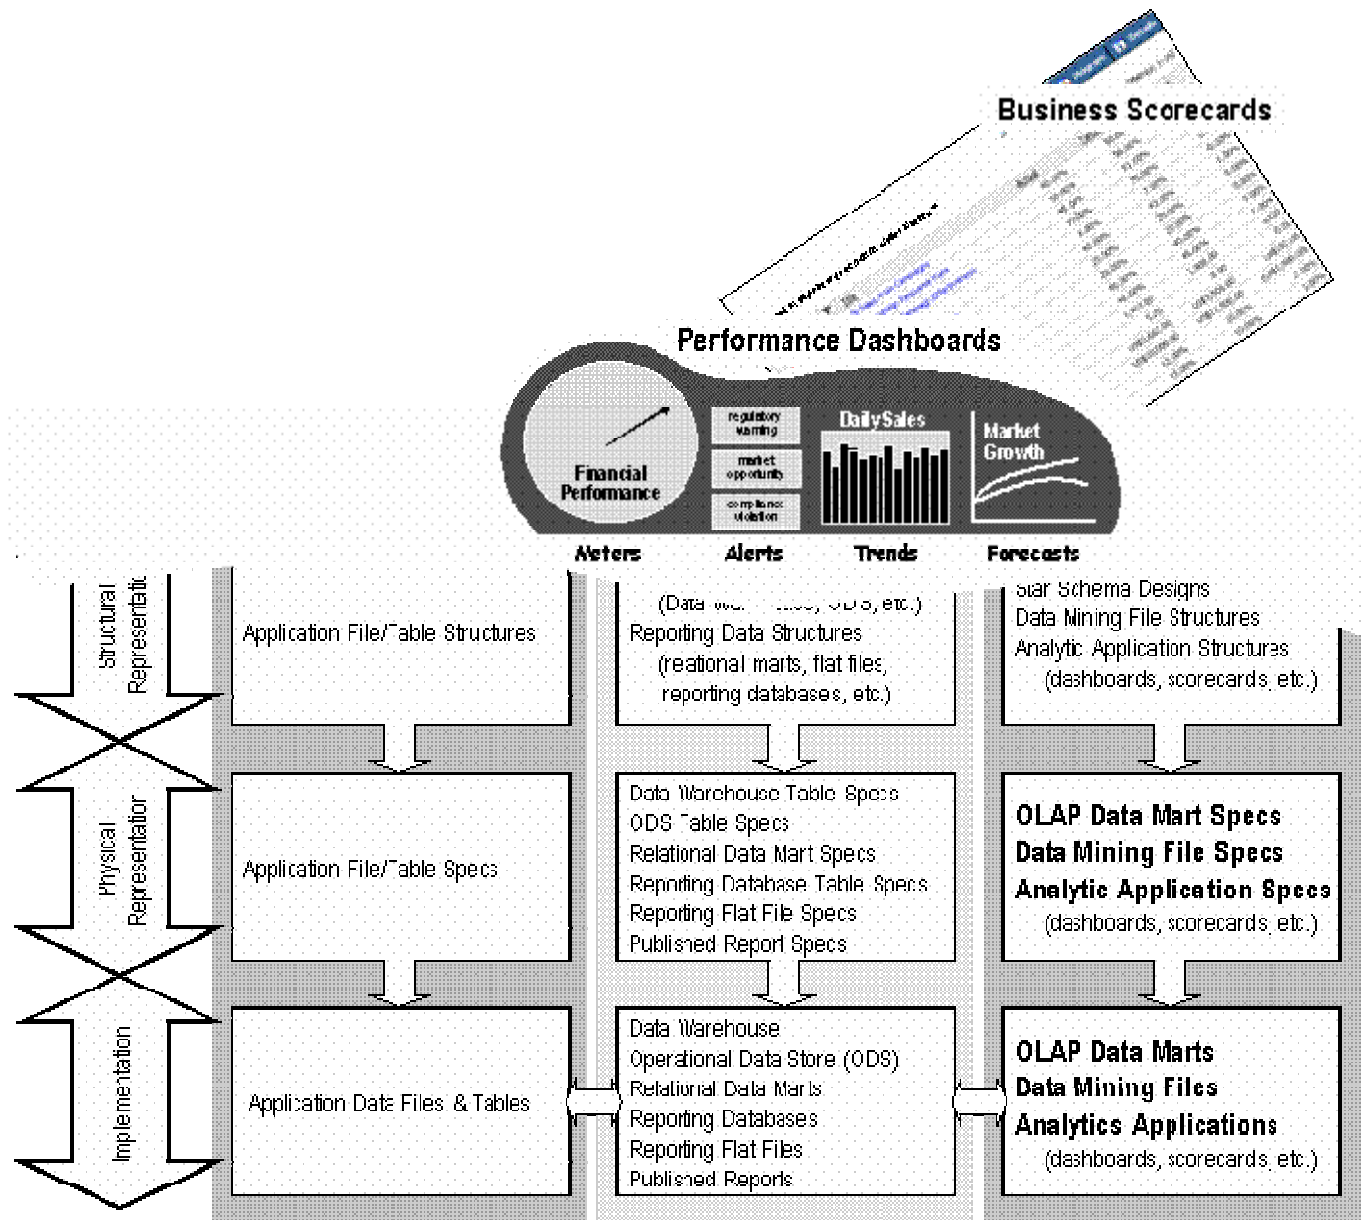 Business Scorecards
Performance Dashboards
Financial
Performance
regulatory
warning
market
opportunity
compliance
violation
Daily Sales
Market
Growth
Meters
Alerts
Trends
Forecasts
Structural
Representation
Application File/Table Structures
(Data Warehouse, ODS, etc.)
Reporting Data Structures
(reational marts, flat files,
reporting databases, etc.)
Star Schema Designs
Data Mining File Structures
Analytic Application Structures
(dashboards, scorecards, etc.)
Physical
Representation
Application File/Table Specs
Data Warehouse Table Specs
ODS Table Specs
Relational Data Mart Specs
Reporting Database Table Specs
Reporting Flat File Specs
Published Report Specs
OLAP Data Mart Specs
Data Mining File Specs
Analytic Application Specs
(dashboards, scorecards, etc.)
Implementation
Application Data Files & Tables
Data Warehouse
Operational Data Store (ODS)
Relational Data Marts
Reporting Databases
Reporting Flat Files
Published Reports
OLAP Data Marts
Data Mining Files
Analytics Applications
(dashboards, scorecards, etc.)